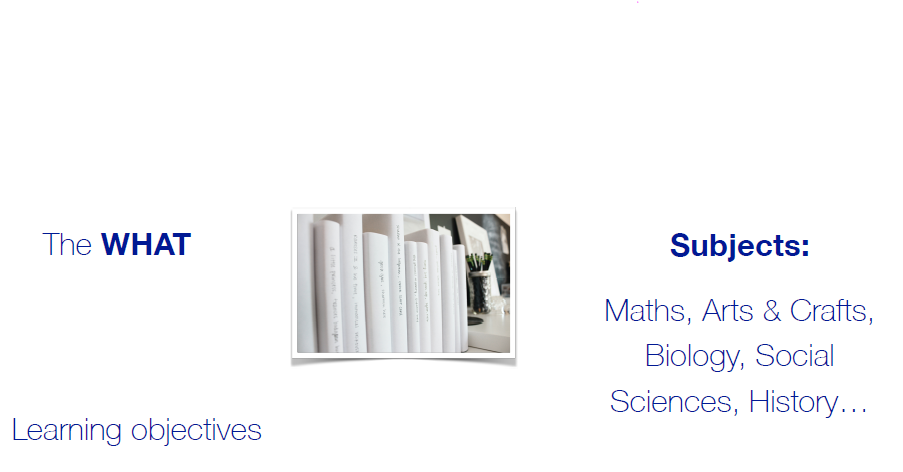 The WHAT
Subjects:
Maths, Arts & Crafts,
Biology, Social
Sciences, History…
Learning objectives